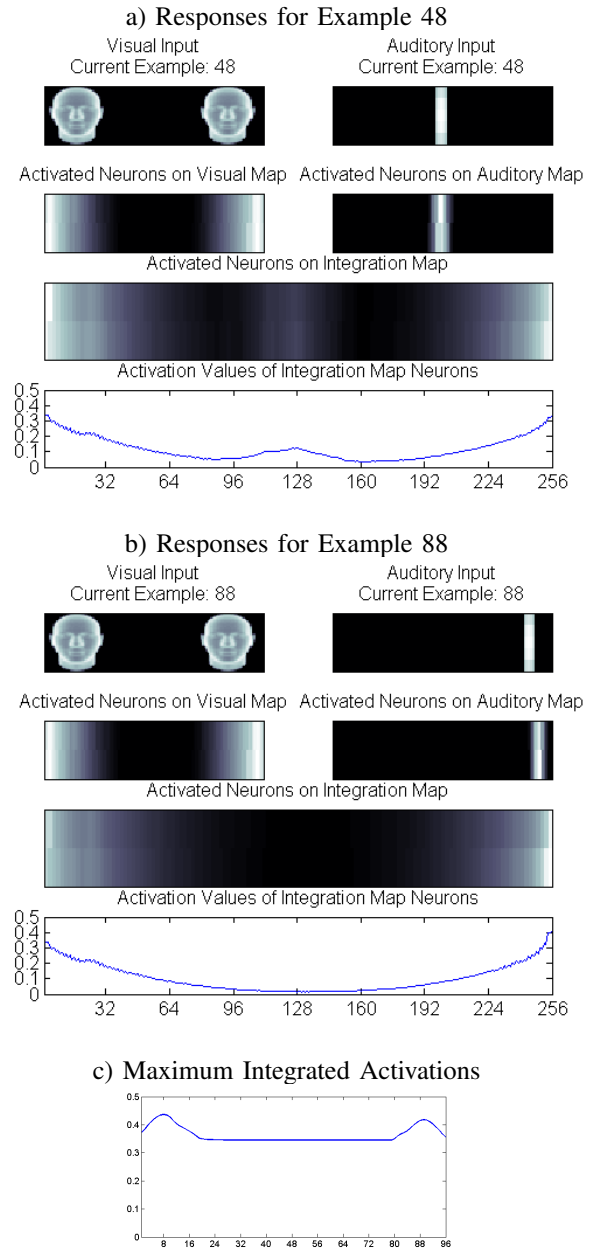 a) Responses for Example 48
Visual Input
Current Example: 48
Auditory Input
Current Example: 48
Activated Neurons on Visual Map
Activated Neurons on Auditory Map
Activated Neurons on Integration Map
Activation Values of Integration Map Neurons
0.5
0.4
0.3
0.2
0.1
0
32 64 96 128 160 192 224 256
b) Responses for Example 88
Visual Input
Current Example: 88
Auditory Input
Current Example: 88
Activated Neurons on Visual Map
Activated Neurons on Auditory Map
Activated Neurons on Integration Map
Activation Values of Integration Map Neurons
0.5
0.4
0.3
0.2
0.1
0
32 64 96 128 160 192 224 256
c) Maximum Integrated Activations
0.5
0.4
0.3
0.2
0.1
0
8 16 24 32 40 48 56 64 72 80 88 96